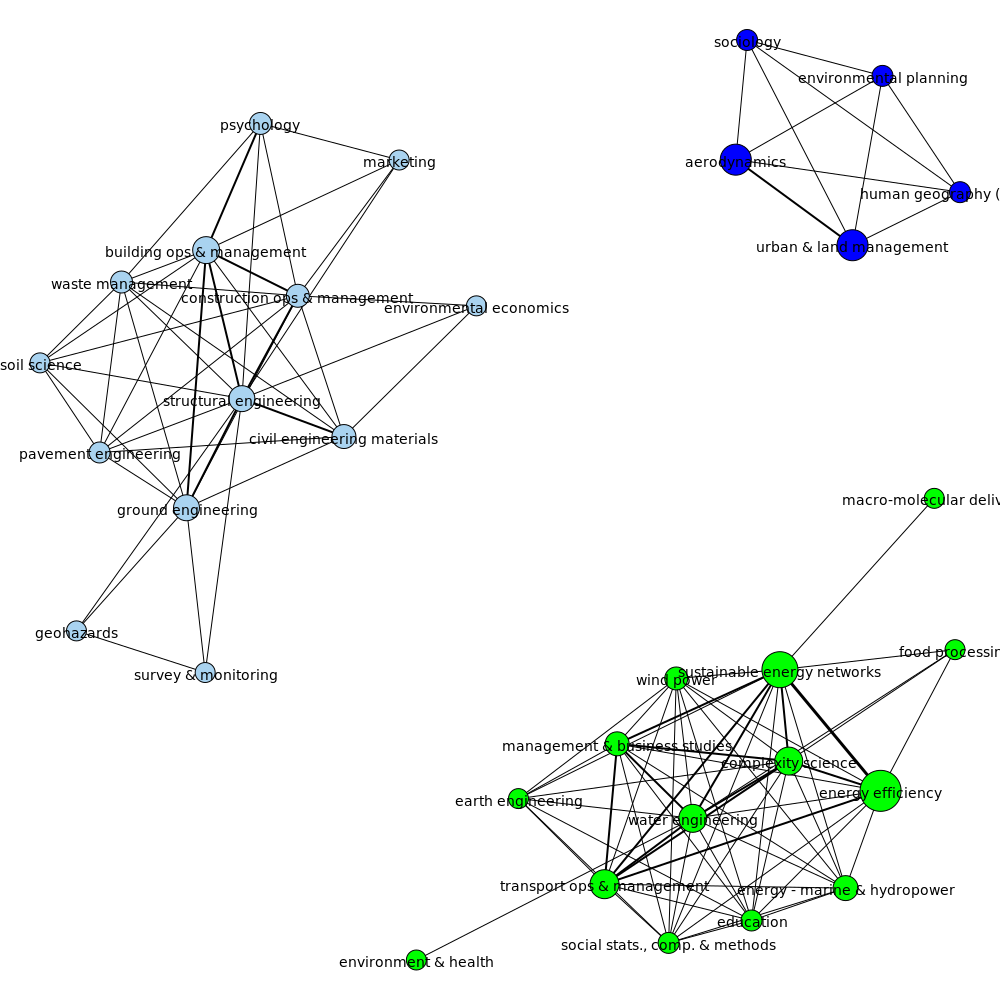 sociology
environmental planning
psychology
marketing
aerodynamics
human geography (
building ops & management
urban & land management
waste management
construction ops & management
environmental economics
soil science
structural engineering
civil engineering materials
pavement engineering
ground engineering
macro-molecular deliv
geohazards
food processin
survey & monitoring
sustainable energy networks
wind power
management & business studies
complexity science
energy efficiency
earth engineering
water engineering
transport ops & management
energy - marine & hydropower
education
social stats., comp. & methods
environment & health